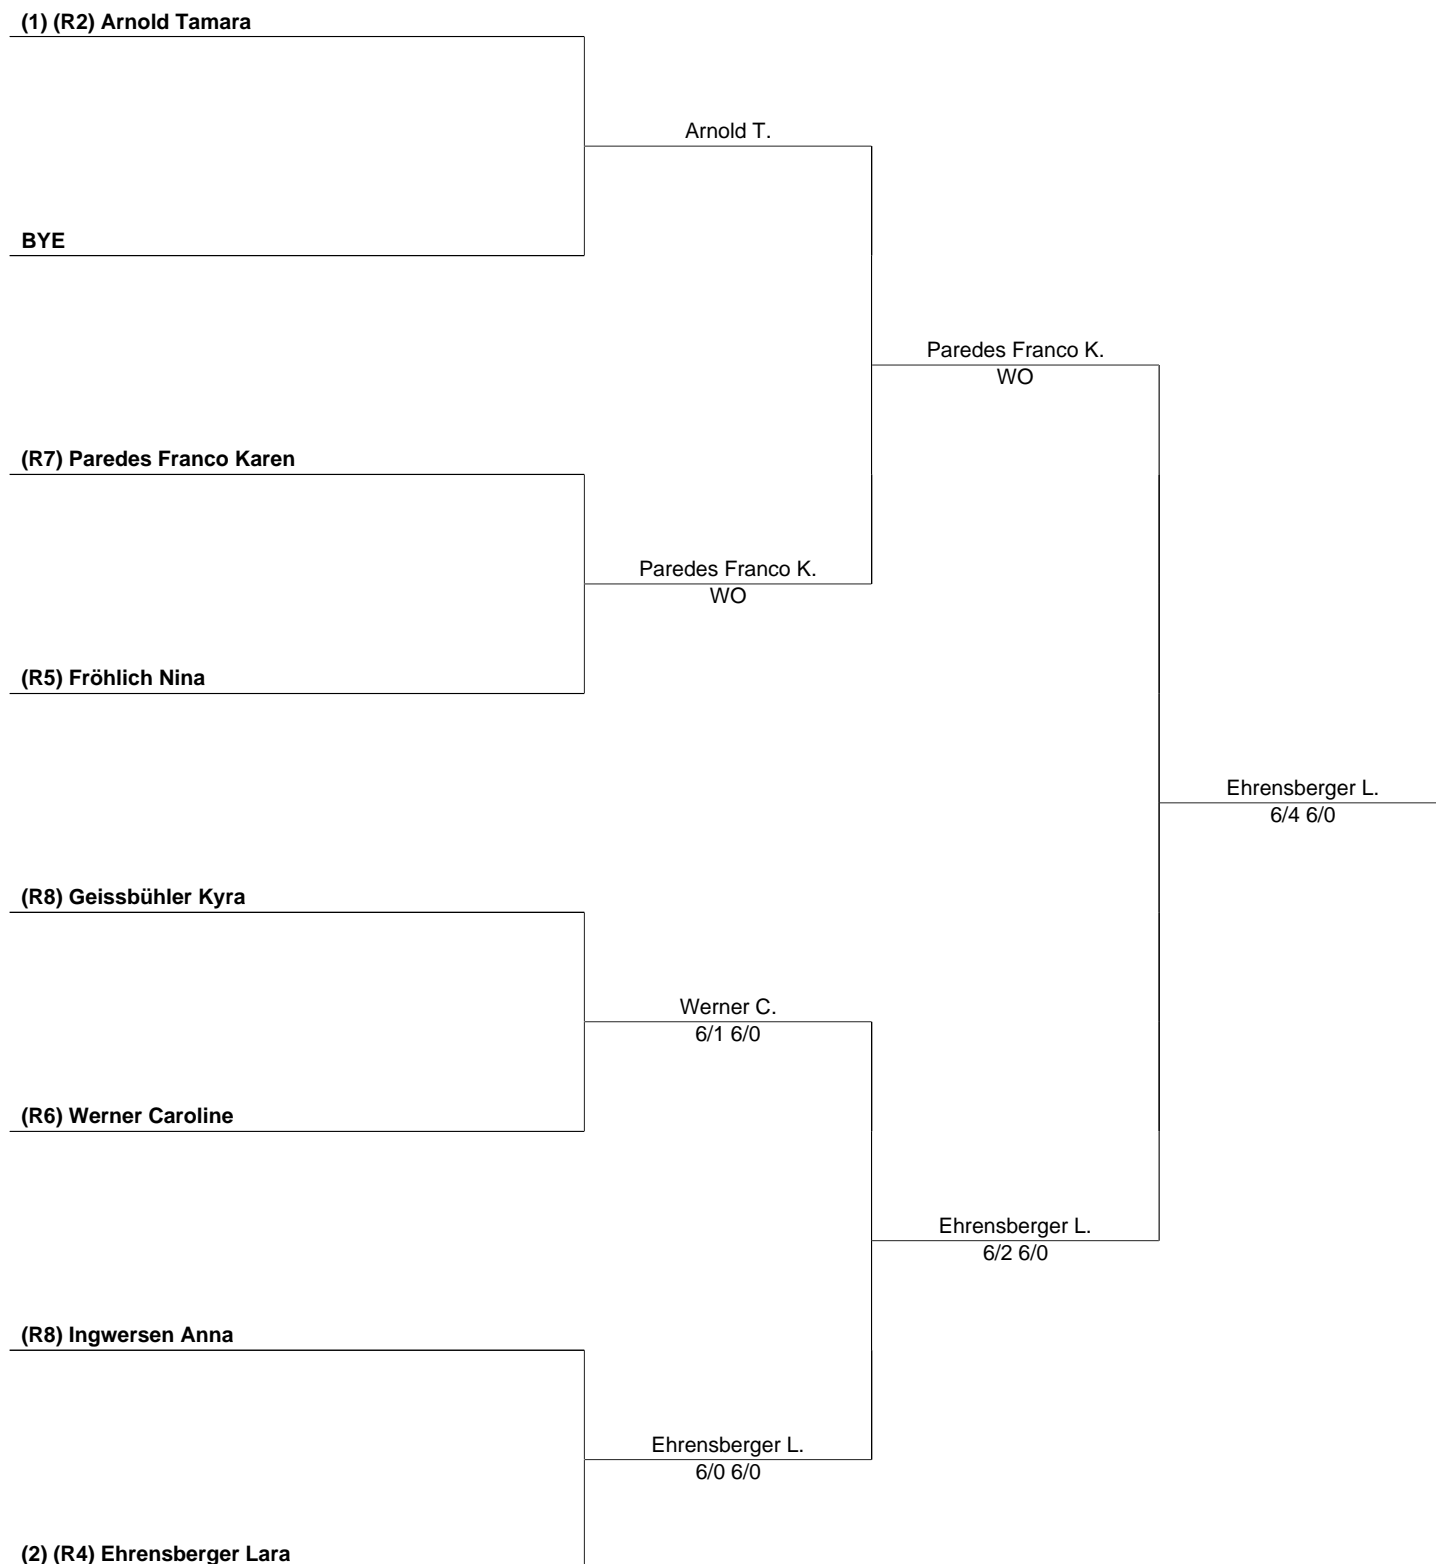 (1) (R2) Arnold Tamara
Arnold T.
BYE
Paredes Franco K.
WO
(R7) Paredes Franco Karen
Paredes Franco K.
WO
(R5) Fröhlich Nina
Ehrensberger L.
6/4 6/0
(R8) Geissbühler Kyra
Werner C.
6/1 6/0
(R6) Werner Caroline
Ehrensberger L.
6/2 6/0
(R8) Ingwersen Anna
Ehrensberger L.
6/0 6/0
(2) (R4) Ehrensberger Lara